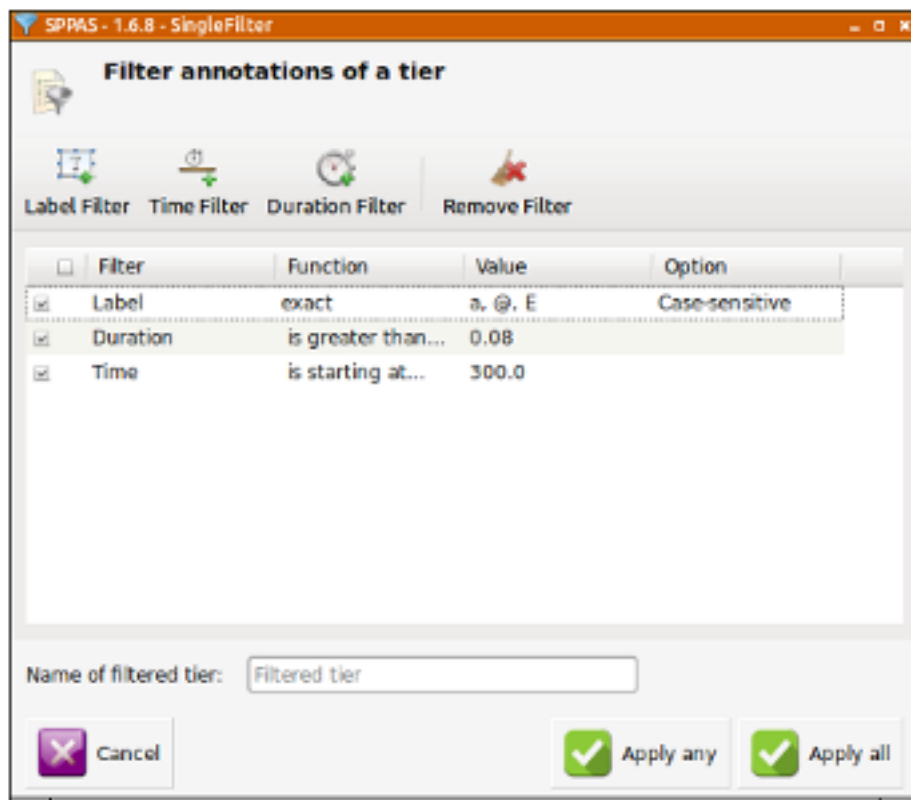 SPPAS - 1.6.8 - SingleFilter
Filter annotations of a tier
Label Filter Time Filter Duration Filter Remove Filter
Filter Function Value Option
Label exact a, @, E Case-sensitive
Duration is greater than... 0.08
Time is starting at... 300.0
Name of filtered tier: Filtered tier
Cancel Apply any Apply all